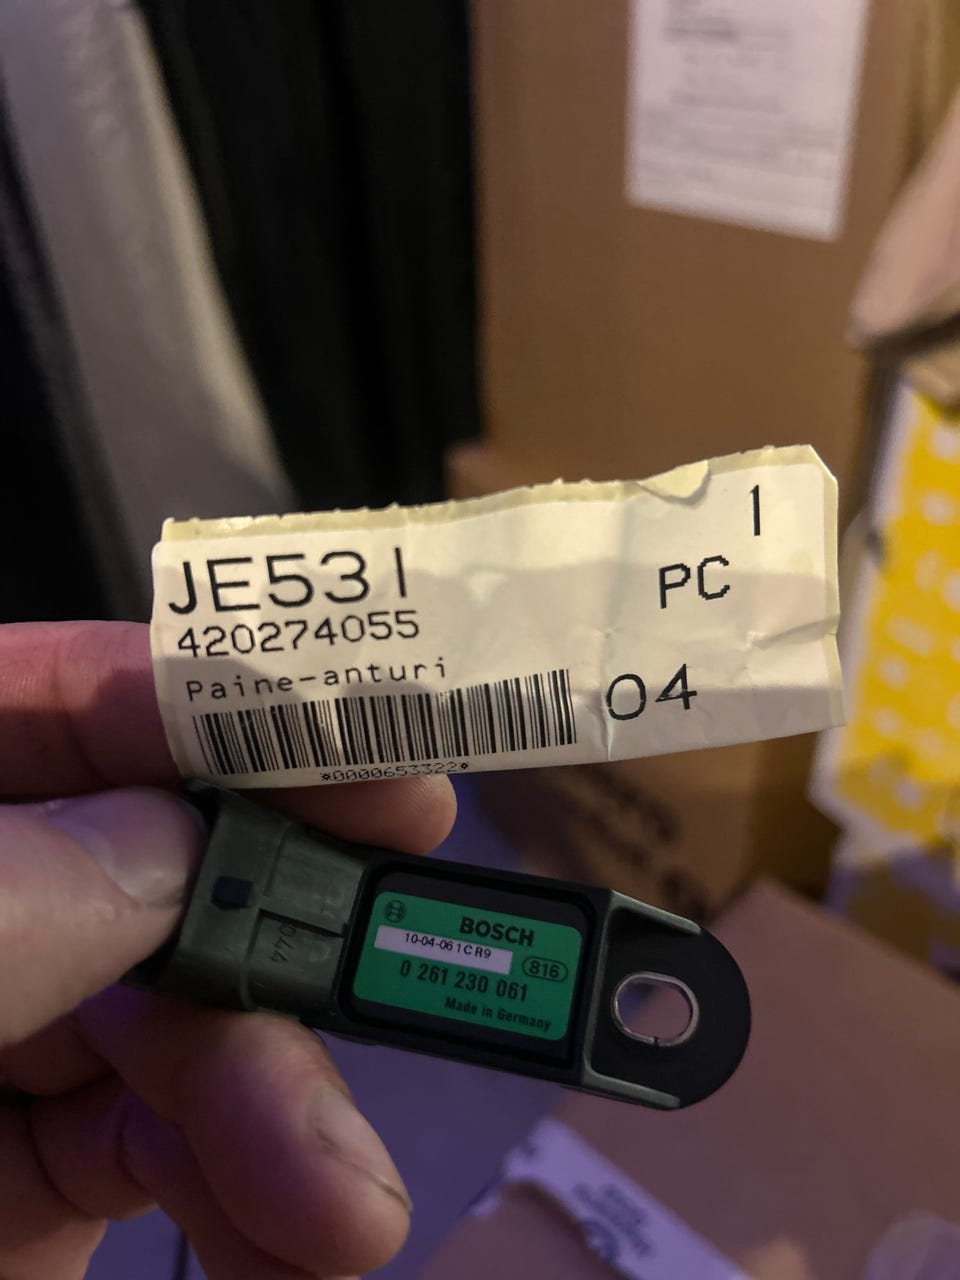 JE531
1
PC
420274055
Paine-anturi
04
*0000653322*
BOSCH
10-04-06 1 C R9
816
0 261 230 061
Made in Germany